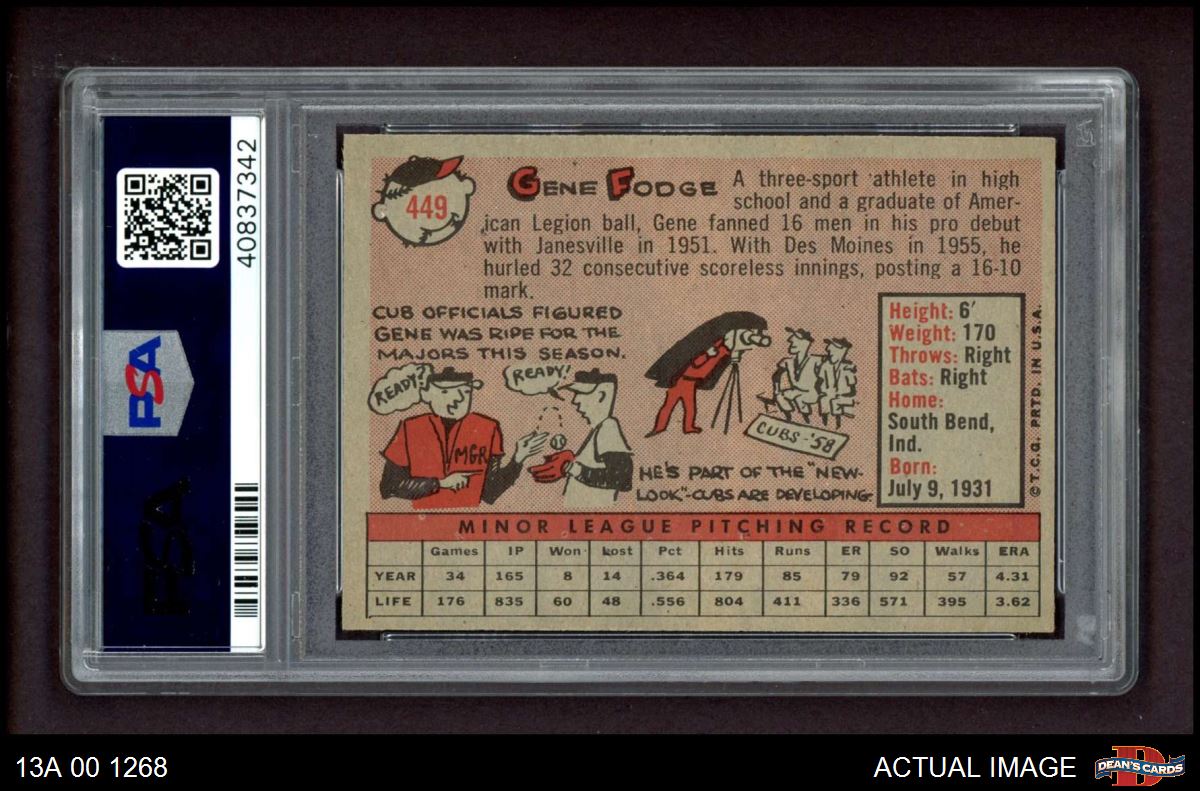 40837342
PSA
PSA
449
GENE FODGE
A three-sport athlete in high
school and a graduate of Amer-
ican Legion ball, Gene fanned 16 men in his pro debut
with Janesville in 1951. With Des Moines in 1955, he
hurled 32 consecutive scoreless innings, posting a 16-10
mark.
CUB OFFICIALS FIGURED
GENE WAS RIPE FOR THE
MAJORS THIS SEASON.
READY?
READY!
MGR
CUBS-'58
HE'S PART OF THE "NEW-
LOOK"-CUBS ARE DEVELOPING
Height: 6'
Weight: 170
Throws: Right
Bats: Right
Home:
South Bend,
Ind.
Born:
July 9, 1931
© T.C.G. PRTD. IN U.S.A.
MINOR LEAGUE PITCHING RECORD
Games IP Won Lost Pct Hits Runs ER SO Walks ERA
YEAR 34 165 8 14 .364 179 85 79 92 57 4.31
LIFE 176 835 60 48 .556 804 411 336 571 395 3.62
13A 00 1268
ACTUAL IMAGE
D
DEAN'S CARDS